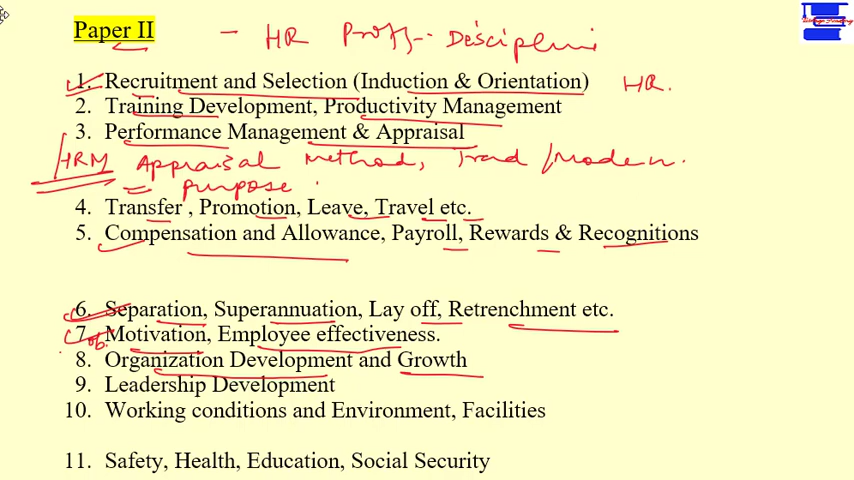 Paper II - HR Proff-- Descipline
1. Recruitment and Selection (Induction & Orientation) HR.
2. Training Development, Productivity Management
3. Performance Management & Appraisal
HRM Appraisal Method, Trad/modern.
= purpose
4. Transfer , Promotion, Leave, Travel etc.
5. Compensation and Allowance, Payroll, Rewards & Recognitions
6. Separation, Superannuation, Lay off, Retrenchment etc.
7. Motivation, Employee effectiveness.
ob.
8. Organization Development and Growth
9. Leadership Development
10. Working conditions and Environment, Facilities
11. Safety, Health, Education, Social Security